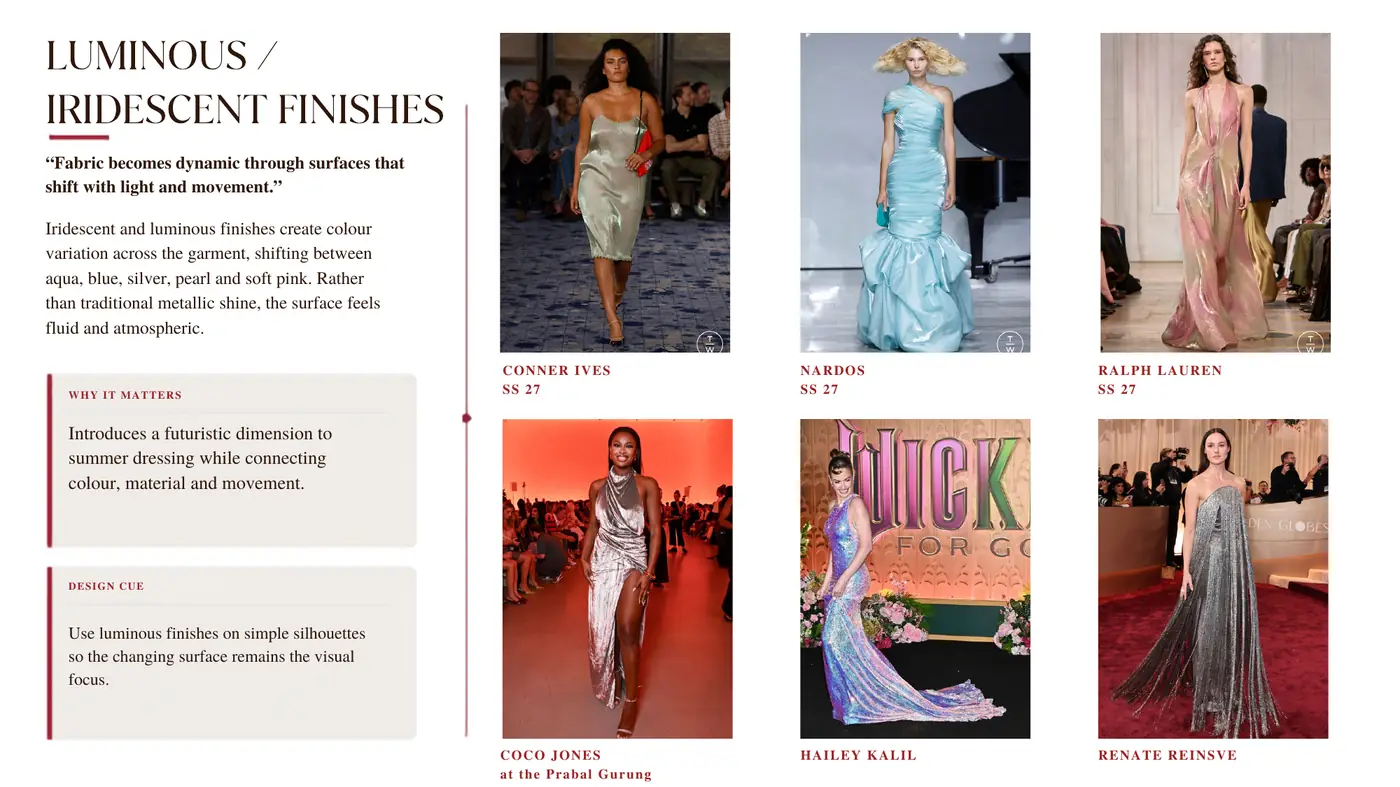 LUMINOUS /
IRIDESCENT FINISHES
“Fabric becomes dynamic through surfaces that
shift with light and movement.”
Iridescent and luminous finishes create colour
variation across the garment, shifting between
aqua, blue, silver, pearl and soft pink. Rather
than traditional metallic shine, the surface feels
fluid and atmospheric.
WHY IT MATTERS
Introduces a futuristic dimension to
summer dressing while connecting
colour, material and movement.
DESIGN CUE
Use luminous finishes on simple silhouettes
so the changing surface remains the visual
focus.
T
W
CONNER IVES
SS 27
T
W
NARDOS
SS 27
T
W
RALPH LAUREN
SS 27
COCO JONES
at the Prabal Gurung
WICK
FOR GO
HAILEY KALIL
DEN GLOBES
RENATE REINSVE